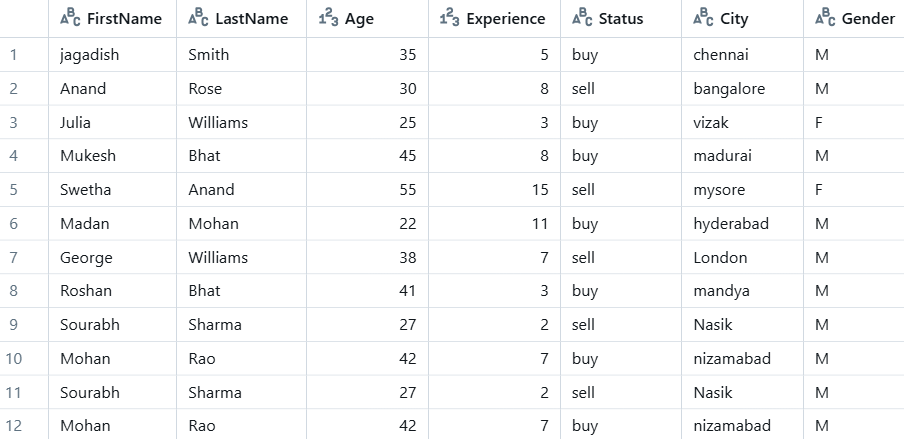 FirstName LastName Age Experience Status City Gender
1 jagadish Smith 35 5 buy chennai M
2 Anand Rose 30 8 sell bangalore M
3 Julia Williams 25 3 buy vizak F
4 Mukesh Bhat 45 8 buy madurai M
5 Swetha Anand 55 15 sell mysore F
6 Madan Mohan 22 11 buy hyderabad M
7 George Williams 38 7 sell London M
8 Roshan Bhat 41 3 buy mandya M
9 Sourabh Sharma 27 2 sell Nasik M
10 Mohan Rao 42 7 buy nizamabad M
11 Sourabh Sharma 27 2 sell Nasik M
12 Mohan Rao 42 7 buy nizamabad M